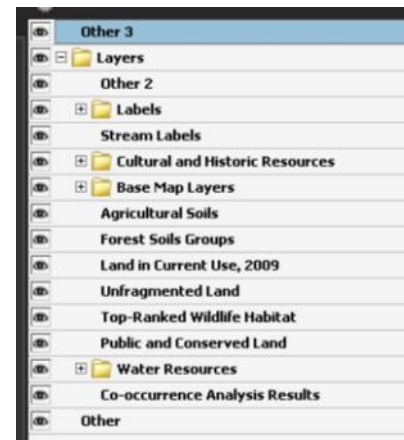 Other 3
Layers
Other 2
Labels
Stream Labels
Cultural and Historic Resources
Base Map Layers
Agricultural Soils
Forest Soils Groups
Land in Current Use, 2009
Unfragmented Land
Top-Ranked Wildlife Habitat
Public and Conserved Land
Water Resources
Co-occurrence Analysis Results
Other